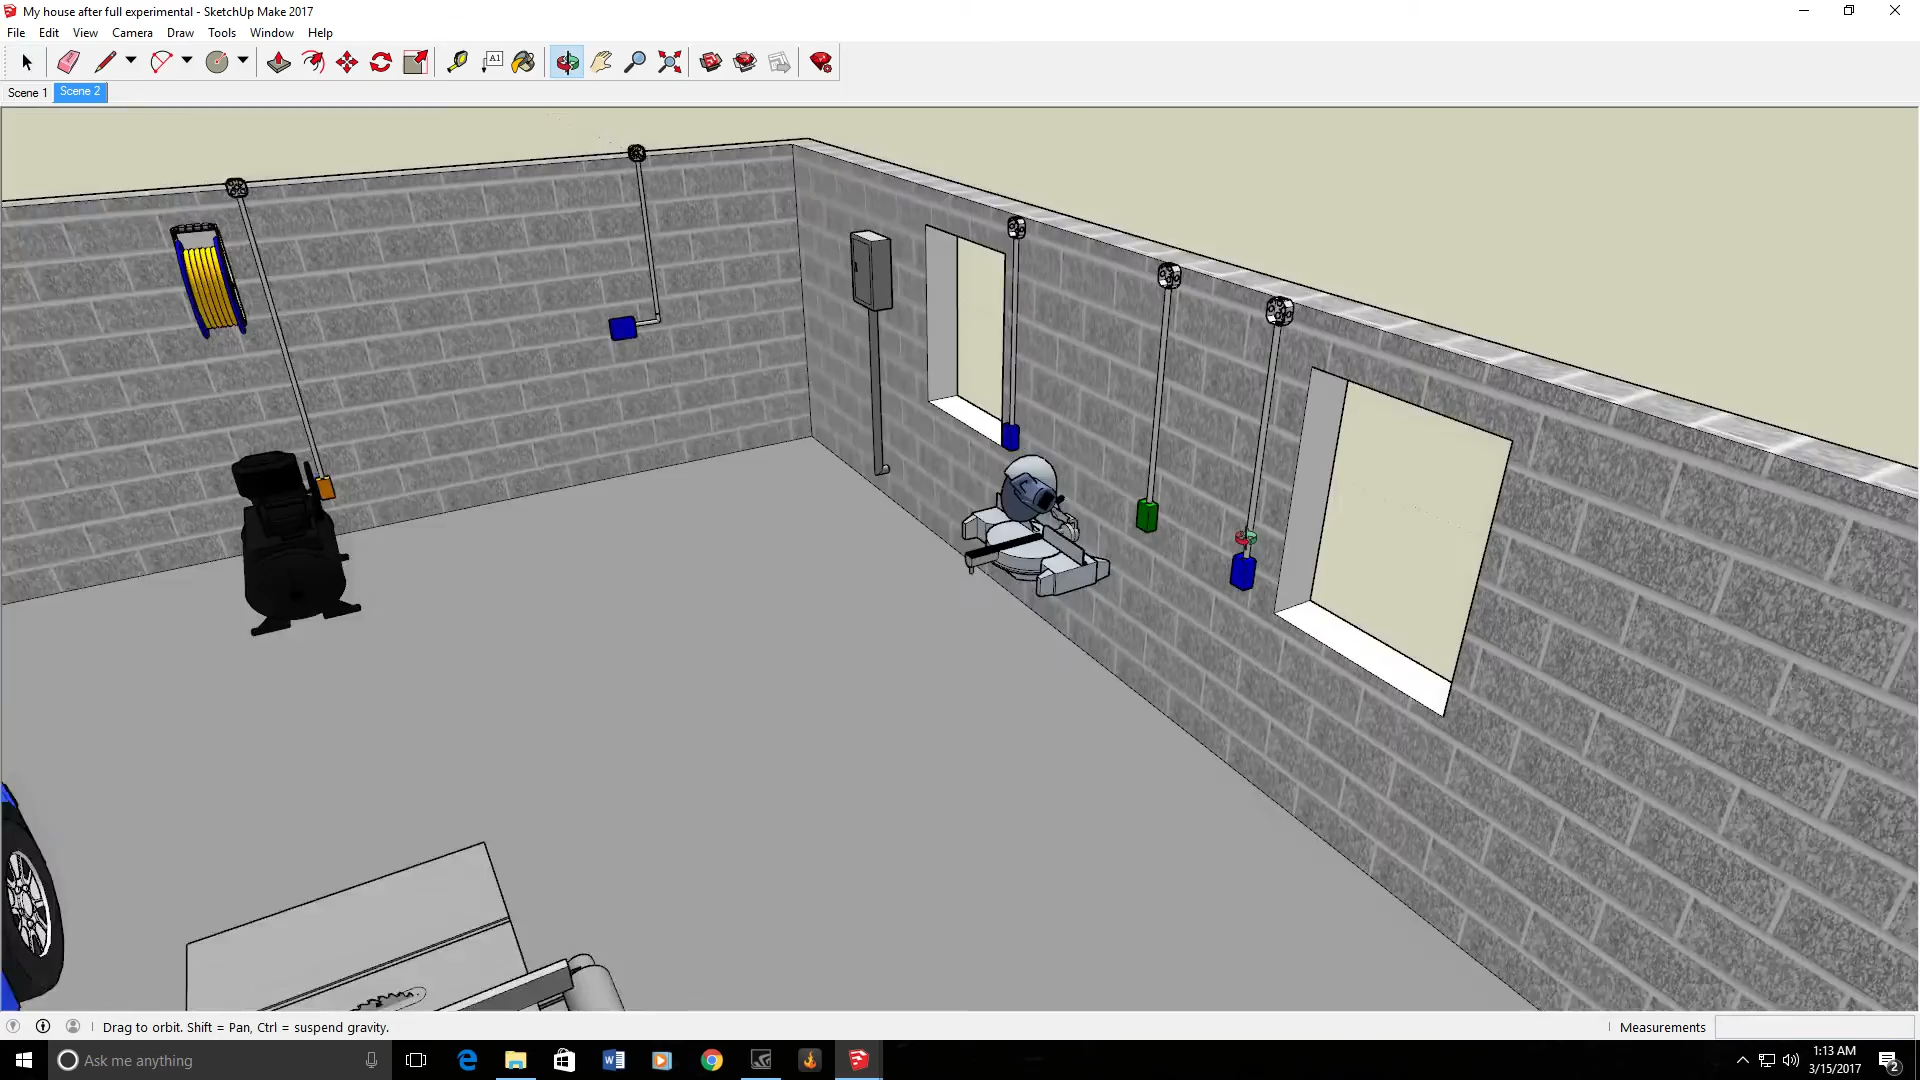 My house after full experimental - SketchUp Make 2017
File Edit View Camera Draw Tools Window Help
A1
Scene 1 Scene 2
Drag to orbit. Shift = Pan, Ctrl = suspend gravity.
Measurements
Ask me anything
1:13 AM
3/15/2017
2